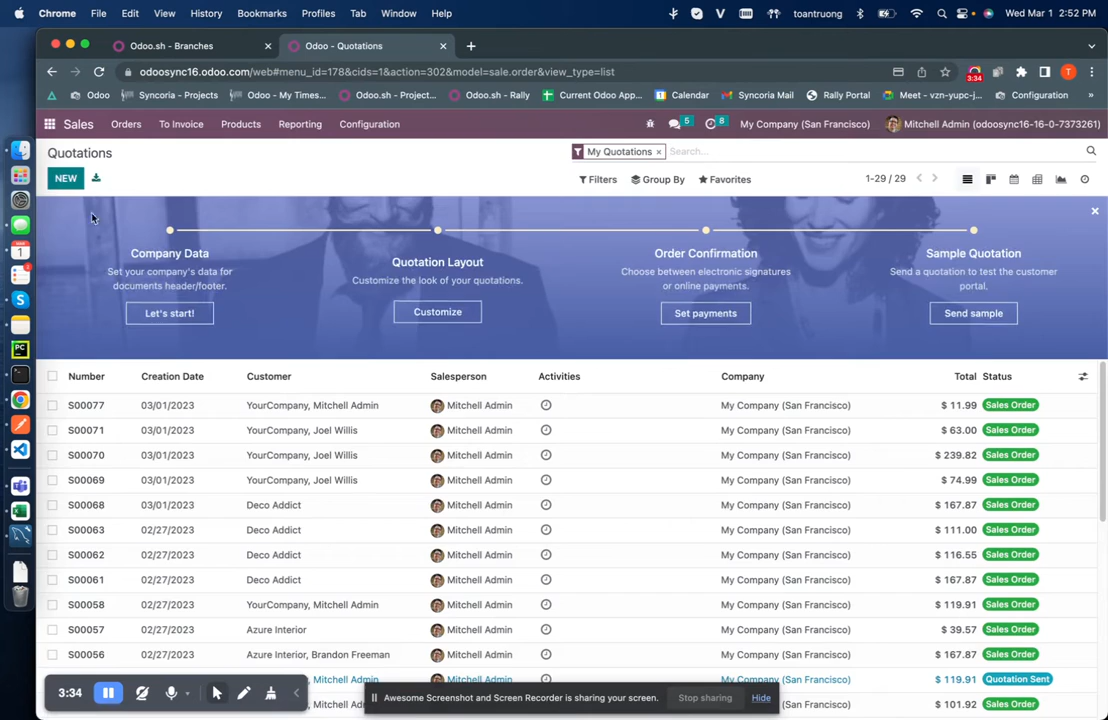 Chrome File Edit View History Bookmarks Profiles Tab Window Help toantruong Wed Mar 1 2:52 PM
Odoo.sh - Branches Odoo - Quotations
odoosync16.odoo.com/web#menu_id=178&cids=1&action=302&model=sale.order&view_type=list 3:34 T
Odoo Syncoria - Projects Odoo - My Times... Odoo.sh - Project... Odoo.sh - Rally Current Odoo App... Calendar Syncoria Mail Rally Portal Meet - vzn-yupc-j... Configuration »
Sales Orders To Invoice Products Reporting Configuration 5 8 My Company (San Francisco) Mitchell Admin (odoosync16-16-0-7373261)
Quotations My Quotations × Search...
NEW Filters Group By Favorites 1-29 / 29
Company Data Quotation Layout Order Confirmation Sample Quotation
Set your company's data for documents header/footer. Customize the look of your quotations. Choose between electronic signatures or online payments. Send a quotation to test the customer portal.
Let's start! Customize Set payments Send sample
Number Creation Date Customer Salesperson Activities Company Total Status
S00077 03/01/2023 YourCompany, Mitchell Admin Mitchell Admin My Company (San Francisco) $ 11.99 Sales Order
S00071 03/01/2023 YourCompany, Joel Willis Mitchell Admin My Company (San Francisco) $ 63.00 Sales Order
S00070 03/01/2023 YourCompany, Joel Willis Mitchell Admin My Company (San Francisco) $ 239.82 Sales Order
S00069 03/01/2023 YourCompany, Joel Willis Mitchell Admin My Company (San Francisco) $ 74.99 Sales Order
S00068 03/01/2023 Deco Addict Mitchell Admin My Company (San Francisco) $ 167.87 Sales Order
S00063 02/27/2023 Deco Addict Mitchell Admin My Company (San Francisco) $ 111.00 Sales Order
S00062 02/27/2023 Deco Addict Mitchell Admin My Company (San Francisco) $ 116.55 Sales Order
S00061 02/27/2023 Deco Addict Mitchell Admin My Company (San Francisco) $ 167.87 Sales Order
S00058 02/27/2023 YourCompany, Mitchell Admin Mitchell Admin My Company (San Francisco) $ 119.91 Sales Order
S00057 02/27/2023 Azure Interior Mitchell Admin My Company (San Francisco) $ 39.57 Sales Order
S00056 02/27/2023 Azure Interior, Brandon Freeman Mitchell Admin My Company (San Francisco) $ 167.87 Sales Order
Mitchell Admin Mitchell Admin My Company (San Francisco) $ 119.91 Quotation Sent
3:34 Awesome Screenshot and Screen Recorder is sharing your screen. Stop sharing Hide
$ 101.92 Sales Order